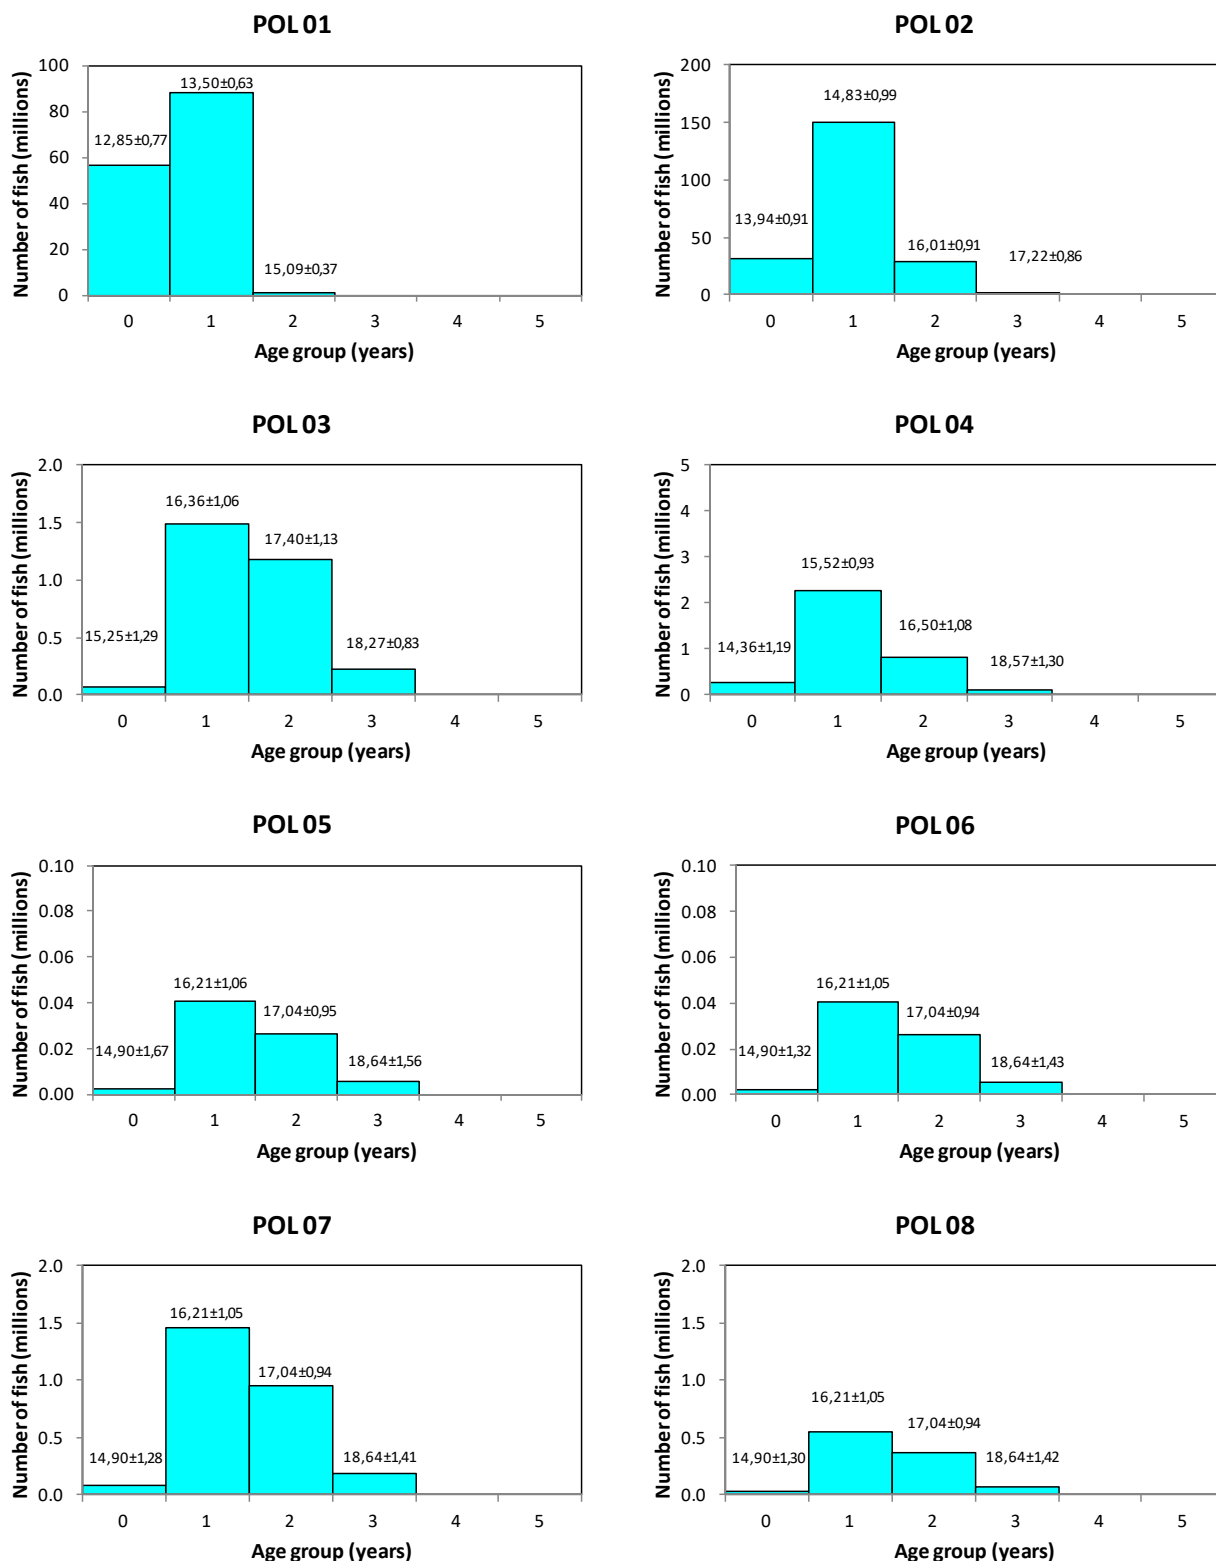 POL 01
Number of fish (millions)
100
80
60
40
20
0
12,85±0,77
13,50±0,63
15,09±0,37
0 1 2 3 4 5
Age group (years)
POL 02
Number of fish (millions)
200
150
100
50
0
13,94±0,91
14,83±0,99
16,01±0,91
17,22±0,86
0 1 2 3 4 5
Age group (years)
POL 03
Number of fish (millions)
2.0
1.5
1.0
0.5
0.0
15,25±1,29
16,36±1,06
17,40±1,13
18,27±0,83
0 1 2 3 4 5
Age group (years)
POL 04
Number of fish (millions)
5
4
3
2
1
0
14,36±1,19
15,52±0,93
16,50±1,08
18,57±1,30
0 1 2 3 4 5
Age group (years)
POL 05
Number of fish (millions)
0.10
0.08
0.06
0.04
0.02
0.00
14,90±1,67
16,21±1,06
17,04±0,95
18,64±1,56
0 1 2 3 4 5
Age group (years)
POL 06
Number of fish (millions)
0.10
0.08
0.06
0.04
0.02
0.00
14,90±1,32
16,21±1,05
17,04±0,94
18,64±1,43
0 1 2 3 4 5
Age group (years)
POL 07
Number of fish (millions)
2.0
1.5
1.0
0.5
0.0
14,90±1,28
16,21±1,05
17,04±0,94
18,64±1,41
0 1 2 3 4 5
Age group (years)
POL 08
Number of fish (millions)
2.0
1.5
1.0
0.5
0.0
14,90±1,30
16,21±1,05
17,04±0,94
18,64±1,42
0 1 2 3 4 5
Age group (years)